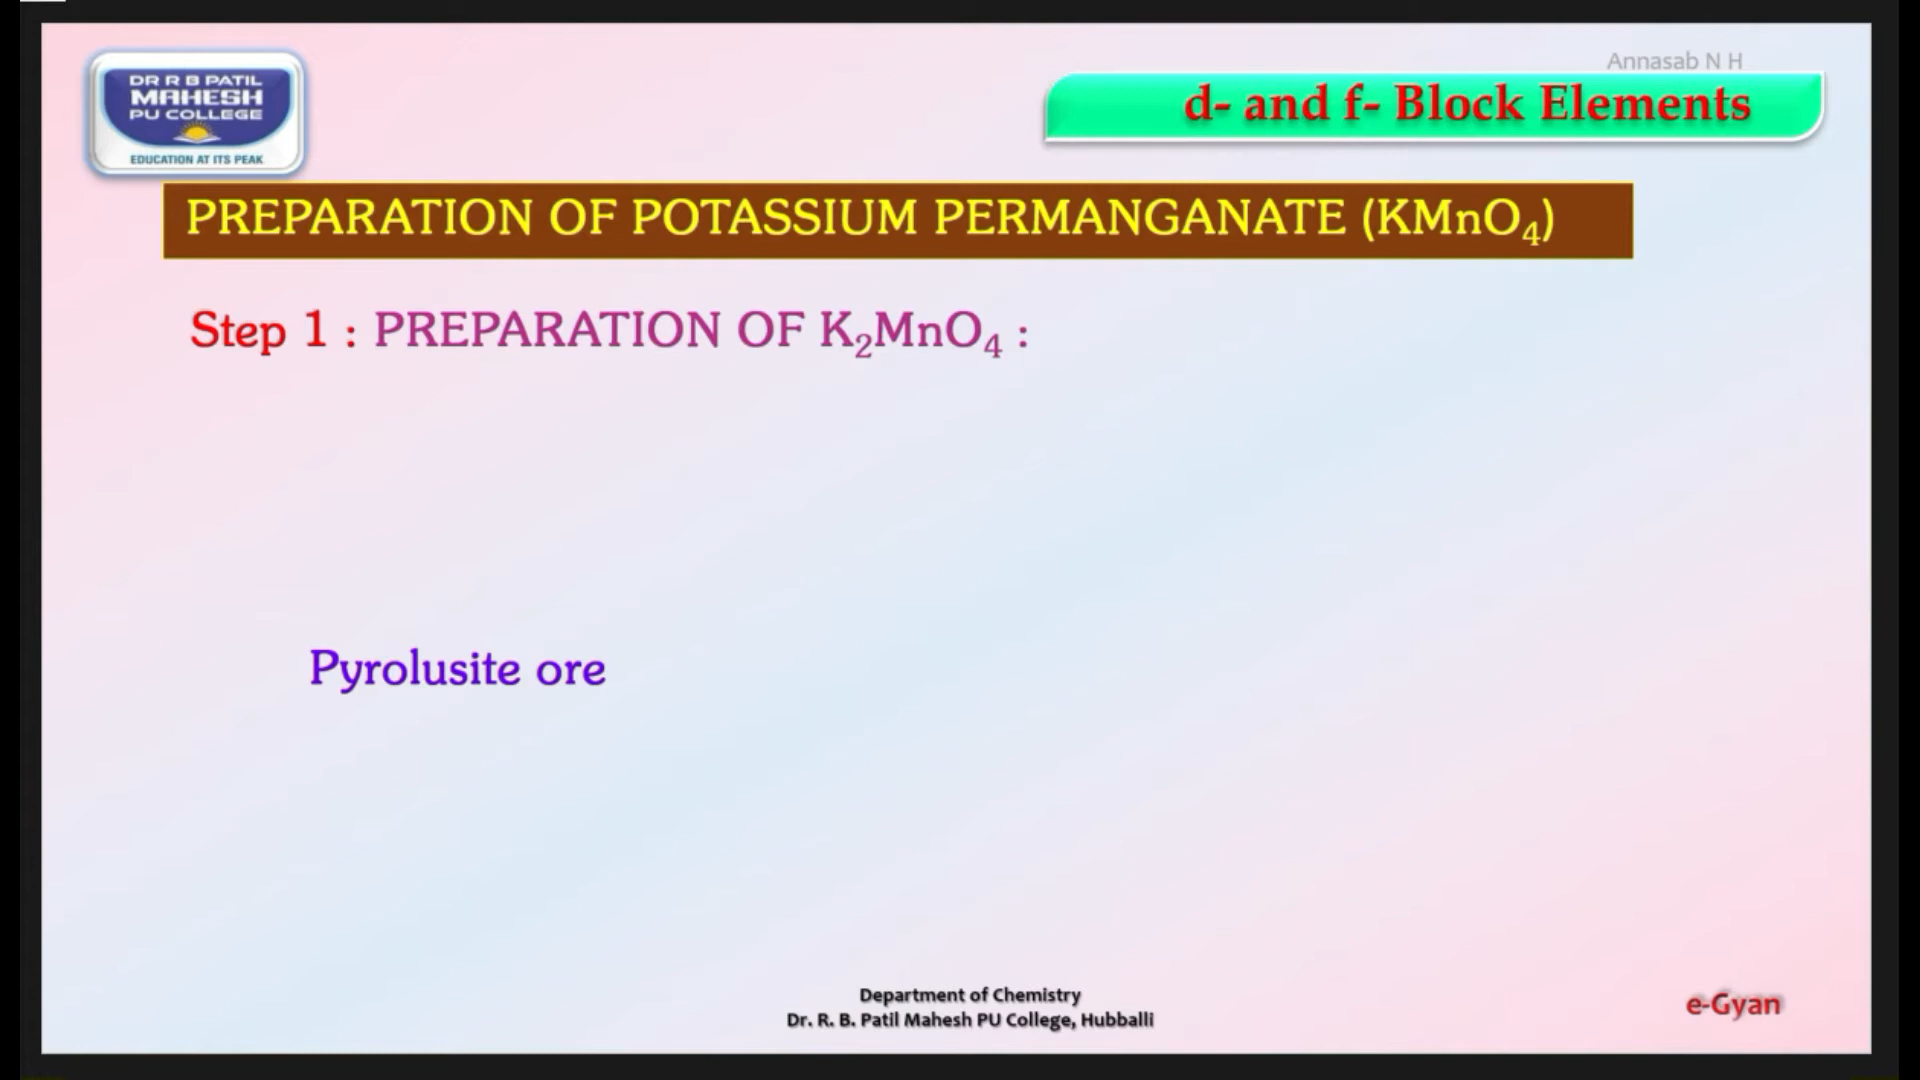 Annasab N H
DR R B PATIL
MAHESH
PU COLLEGE
EDUCATION AT ITS PEAK
d- and f- Block Elements
PREPARATION OF POTASSIUM PERMANGANATE (KMnO₄)
Step 1 : PREPARATION OF K₂MnO₄ :
Pyrolusite ore
Department of Chemistry
Dr. R. B. Patil Mahesh PU College, Hubballi
e-Gyan